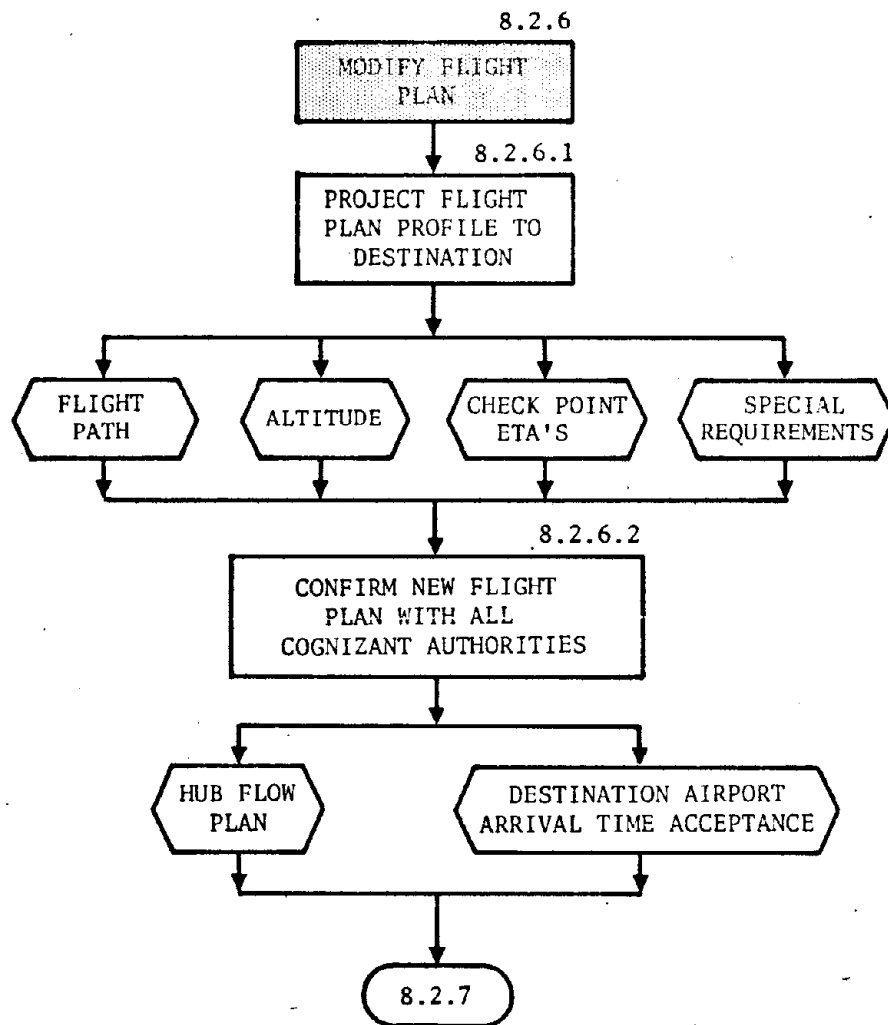 8.2.6
MODIFY FLIGHT
PLAN
8.2.6.1
PROJECT FLIGHT
PLAN PROFILE TO
DESTINATION
FLIGHT
PATH
ALTITUDE
CHECK POINT
ETA'S
SPECIAL
REQUIREMENTS
8.2.6.2
CONFIRM NEW FLIGHT
PLAN WITH ALL
COGNIZANT AUTHORITIES
HUB FLOW
PLAN
DESTINATION AIRPORT
ARRIVAL TIME ACCEPTANCE
8.2.7